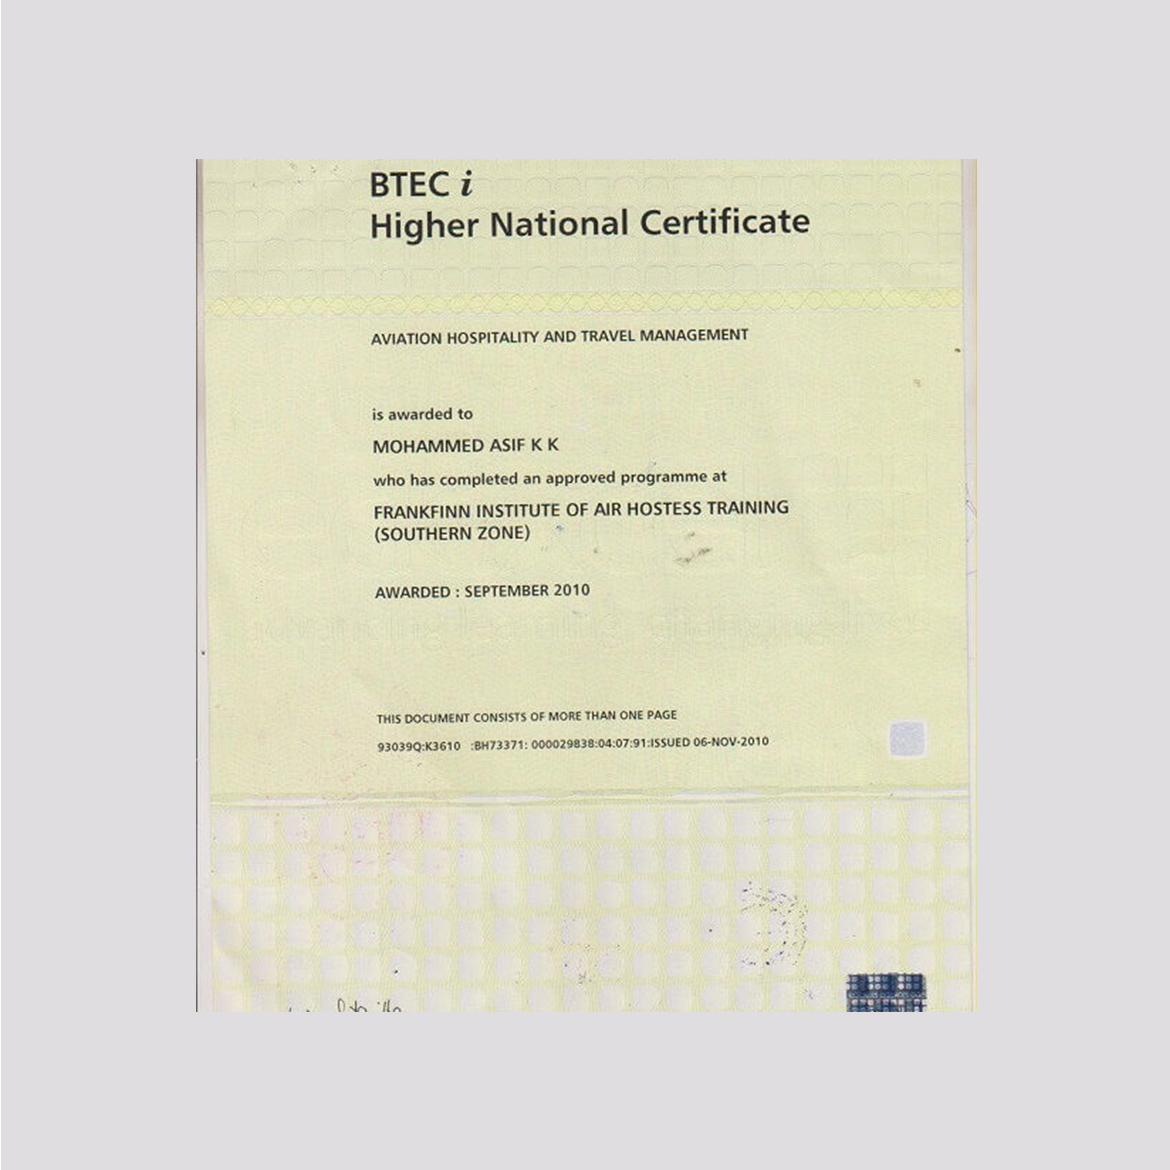 BTEC i
Higher National Certificate
AVIATION HOSPITALITY AND TRAVEL MANAGEMENT
is awarded to
MOHAMMED ASIF K K
who has completed an approved programme at
FRANKFINN INSTITUTE OF AIR HOSTESS TRAINING
(SOUTHERN ZONE)
AWARDED : SEPTEMBER 2010
THIS DOCUMENT CONSISTS OF MORE THAN ONE PAGE
93039Q:K3610 :BH73371: 000029838:04:07:91:ISSUED 06-NOV-2010